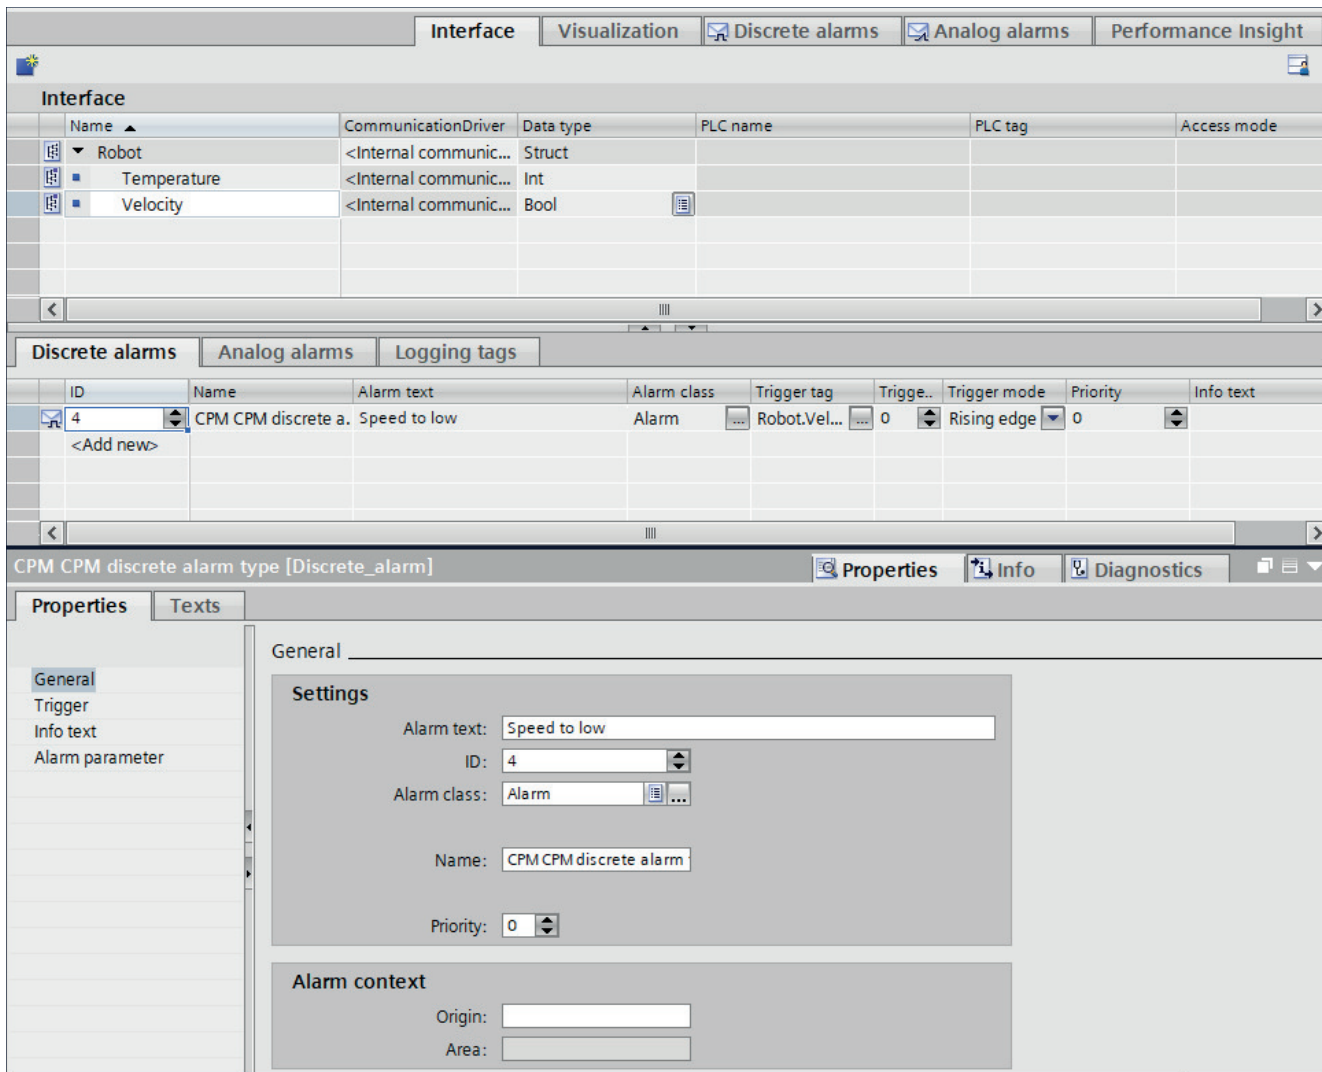 Interface Visualization Discrete alarms Analog alarms Performance Insight
Interface
Name CommunicationDriver Data type PLC name PLC tag Access mode
Robot <Internal communic... Struct
Temperature <Internal communic... Int
Velocity <Internal communic... Bool
Discrete alarms Analog alarms Logging tags
ID Name Alarm text Alarm class Trigger tag Trigge.. Trigger mode Priority Info text
4 CPM CPM discrete a. Speed to low Alarm ... Robot.Vel... ... 0 Rising edge 0
<Add new>
CPM CPM discrete alarm type [Discrete_alarm] Properties Info Diagnostics
Properties Texts
General
General
Settings
Trigger
Info text
Alarm text: Speed to low
Alarm parameter
ID: 4
Alarm class: Alarm ...
Name: CPM CPM discrete alarm
Priority: 0
Alarm context
Origin:
Area: